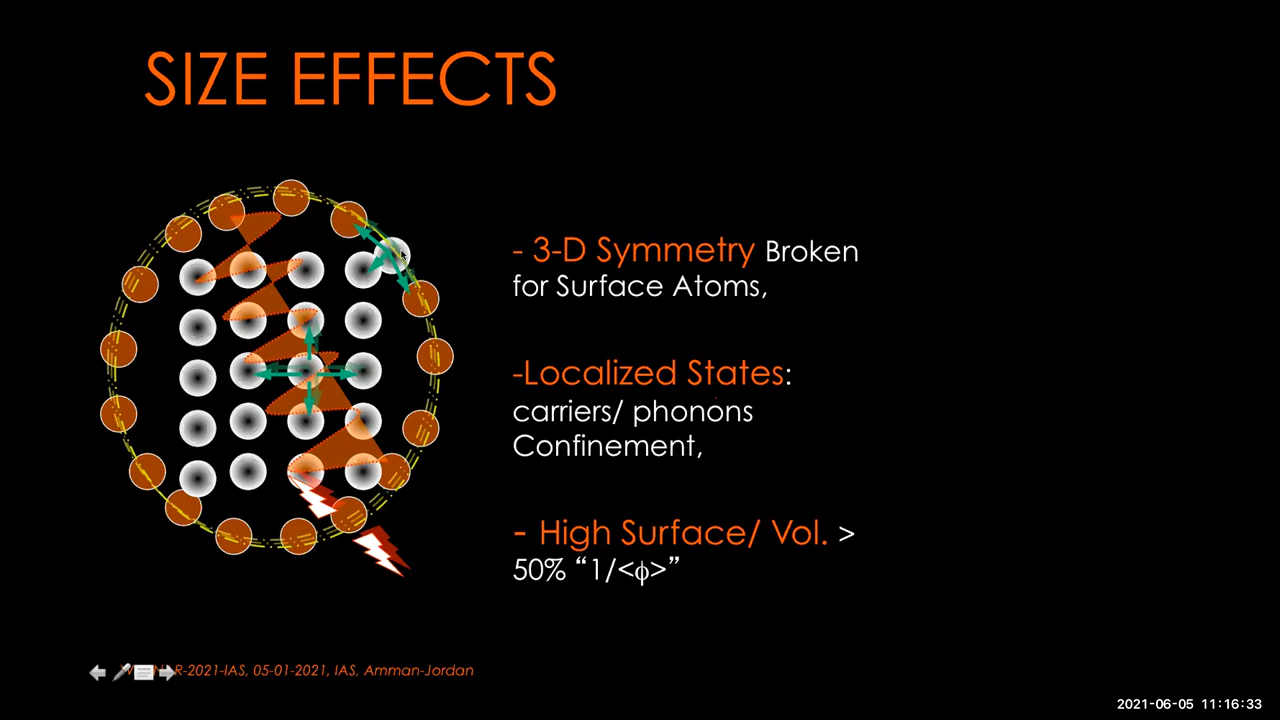 SIZE EFFECTS
- 3-D Symmetry Broken
for Surface Atoms,
-Localized States:
carriers/ phonons
Confinement,
- High Surface/ Vol. >
50% “1/<ϕ>”
R-2021-IAS, 05-01-2021, IAS, Amman-Jordan
2021-06-05 11:16:33